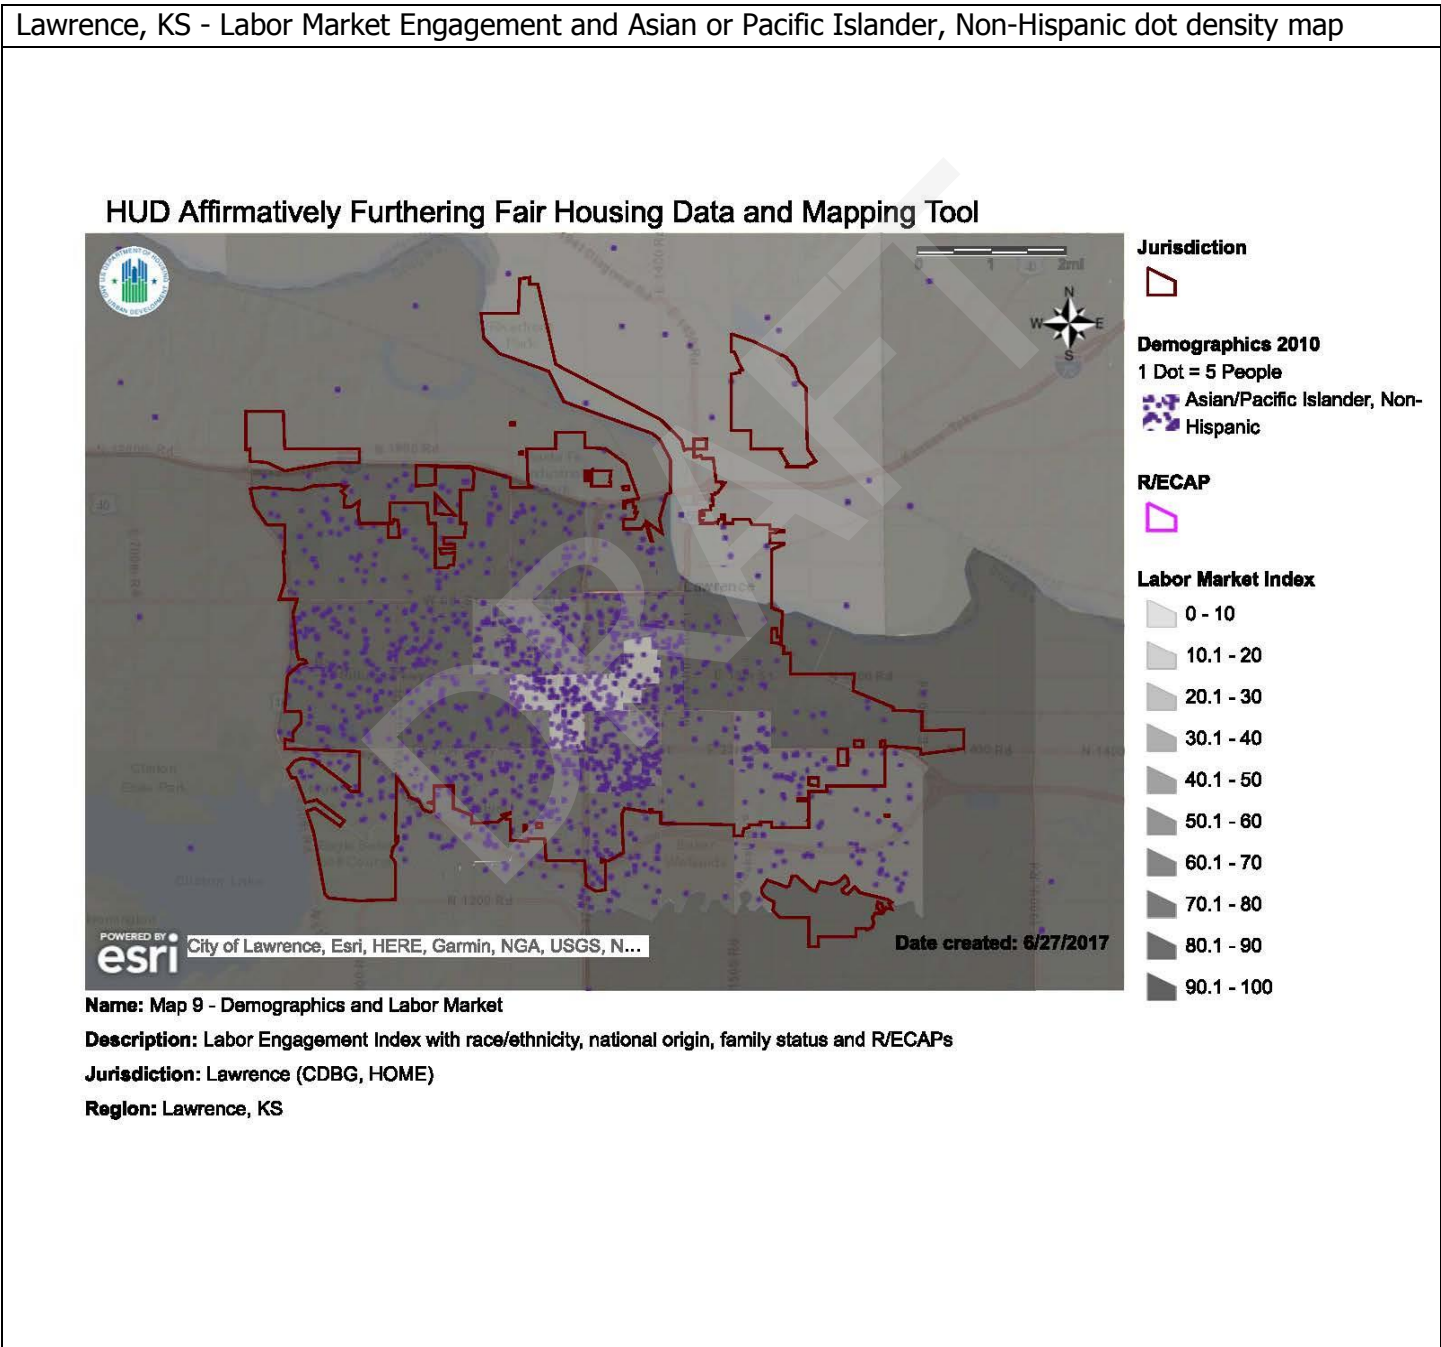 Lawrence, KS - Labor Market Engagement and Asian or Pacific Islander, Non-Hispanic dot density map
HUD Affirmatively Furthering Fair Housing Data and Mapping Tool
0 1 2mi
N
W E
S
Lawrence
N 1200 Rd
DRAFT
POWERED BY
esri
City of Lawrence, Esri, HERE, Garmin, NGA, USGS, N...
Date created: 6/27/2017
Jurisdiction
Demographics 2010
1 Dot = 5 People
Asian/Pacific Islander, Non-
Hispanic
R/ECAP
Labor Market Index
0 - 10
10.1 - 20
20.1 - 30
30.1 - 40
40.1 - 50
50.1 - 60
60.1 - 70
70.1 - 80
80.1 - 90
90.1 - 100
Name: Map 9 - Demographics and Labor Market
Description: Labor Engagement Index with race/ethnicity, national origin, family status and R/ECAPs
Jurisdiction: Lawrence (CDBG, HOME)
Region: Lawrence, KS